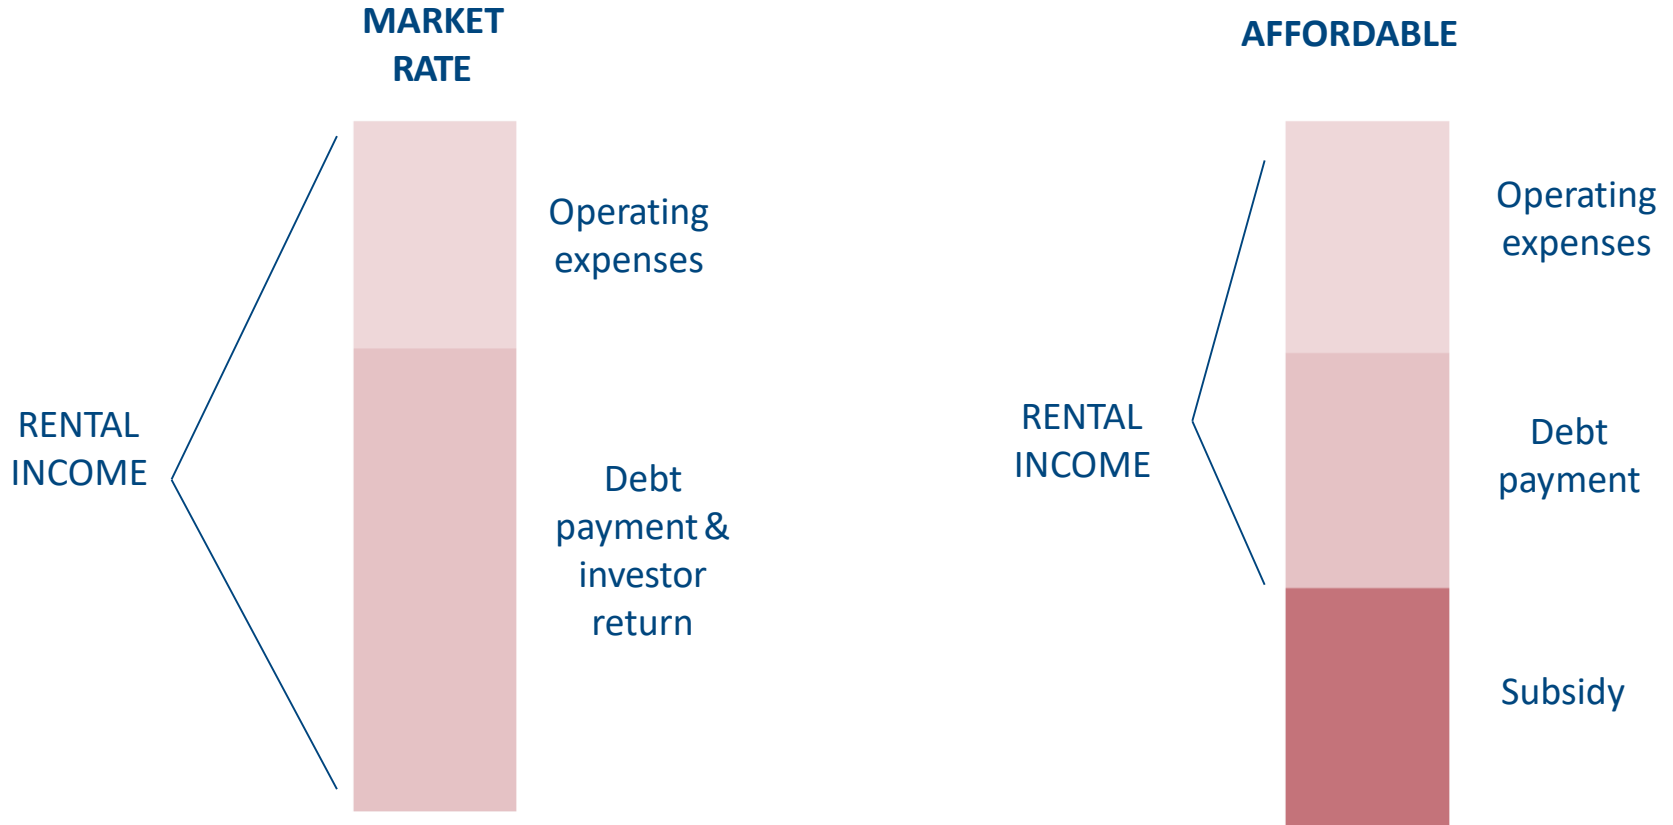 MARKET
RATE
Operating
expenses
RENTAL
INCOME
Debt
payment &
investor
return
AFFORDABLE
Operating
expenses
RENTAL
INCOME
Debt
payment
Subsidy